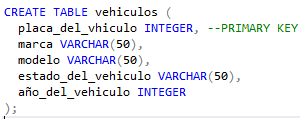 CREATE TABLE vehiculos (
placa_del_vhiculo INTEGER, --PRIMARY KEY
marca VARCHAR(50),
modelo VARCHAR(50),
estado_del_vehiculo VARCHAR(50),
año_del_vehiculo INTEGER
);